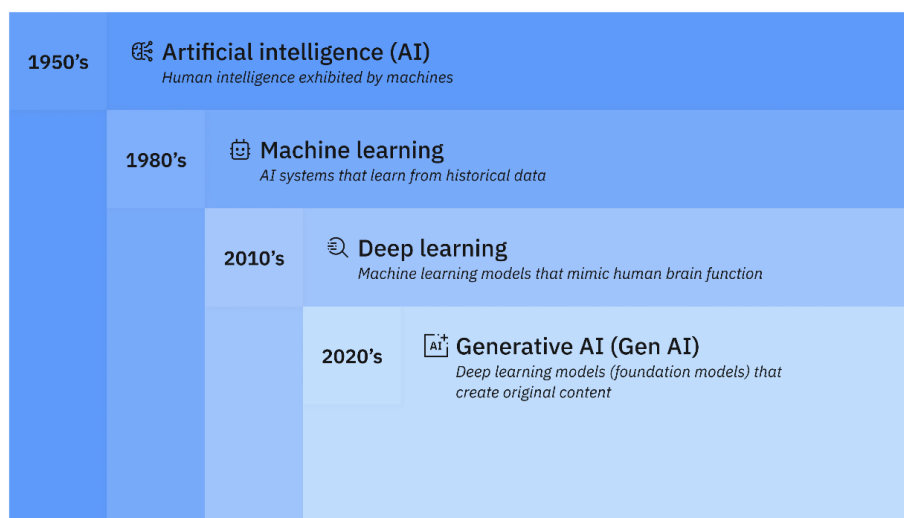 1950’s
Artificial intelligence (AI)
Human intelligence exhibited by machines
1980’s
Machine learning
AI systems that learn from historical data
2010’s
Deep learning
Machine learning models that mimic human brain function
2020’s
AI
Generative AI (Gen AI)
Deep learning models (foundation models) that
create original content